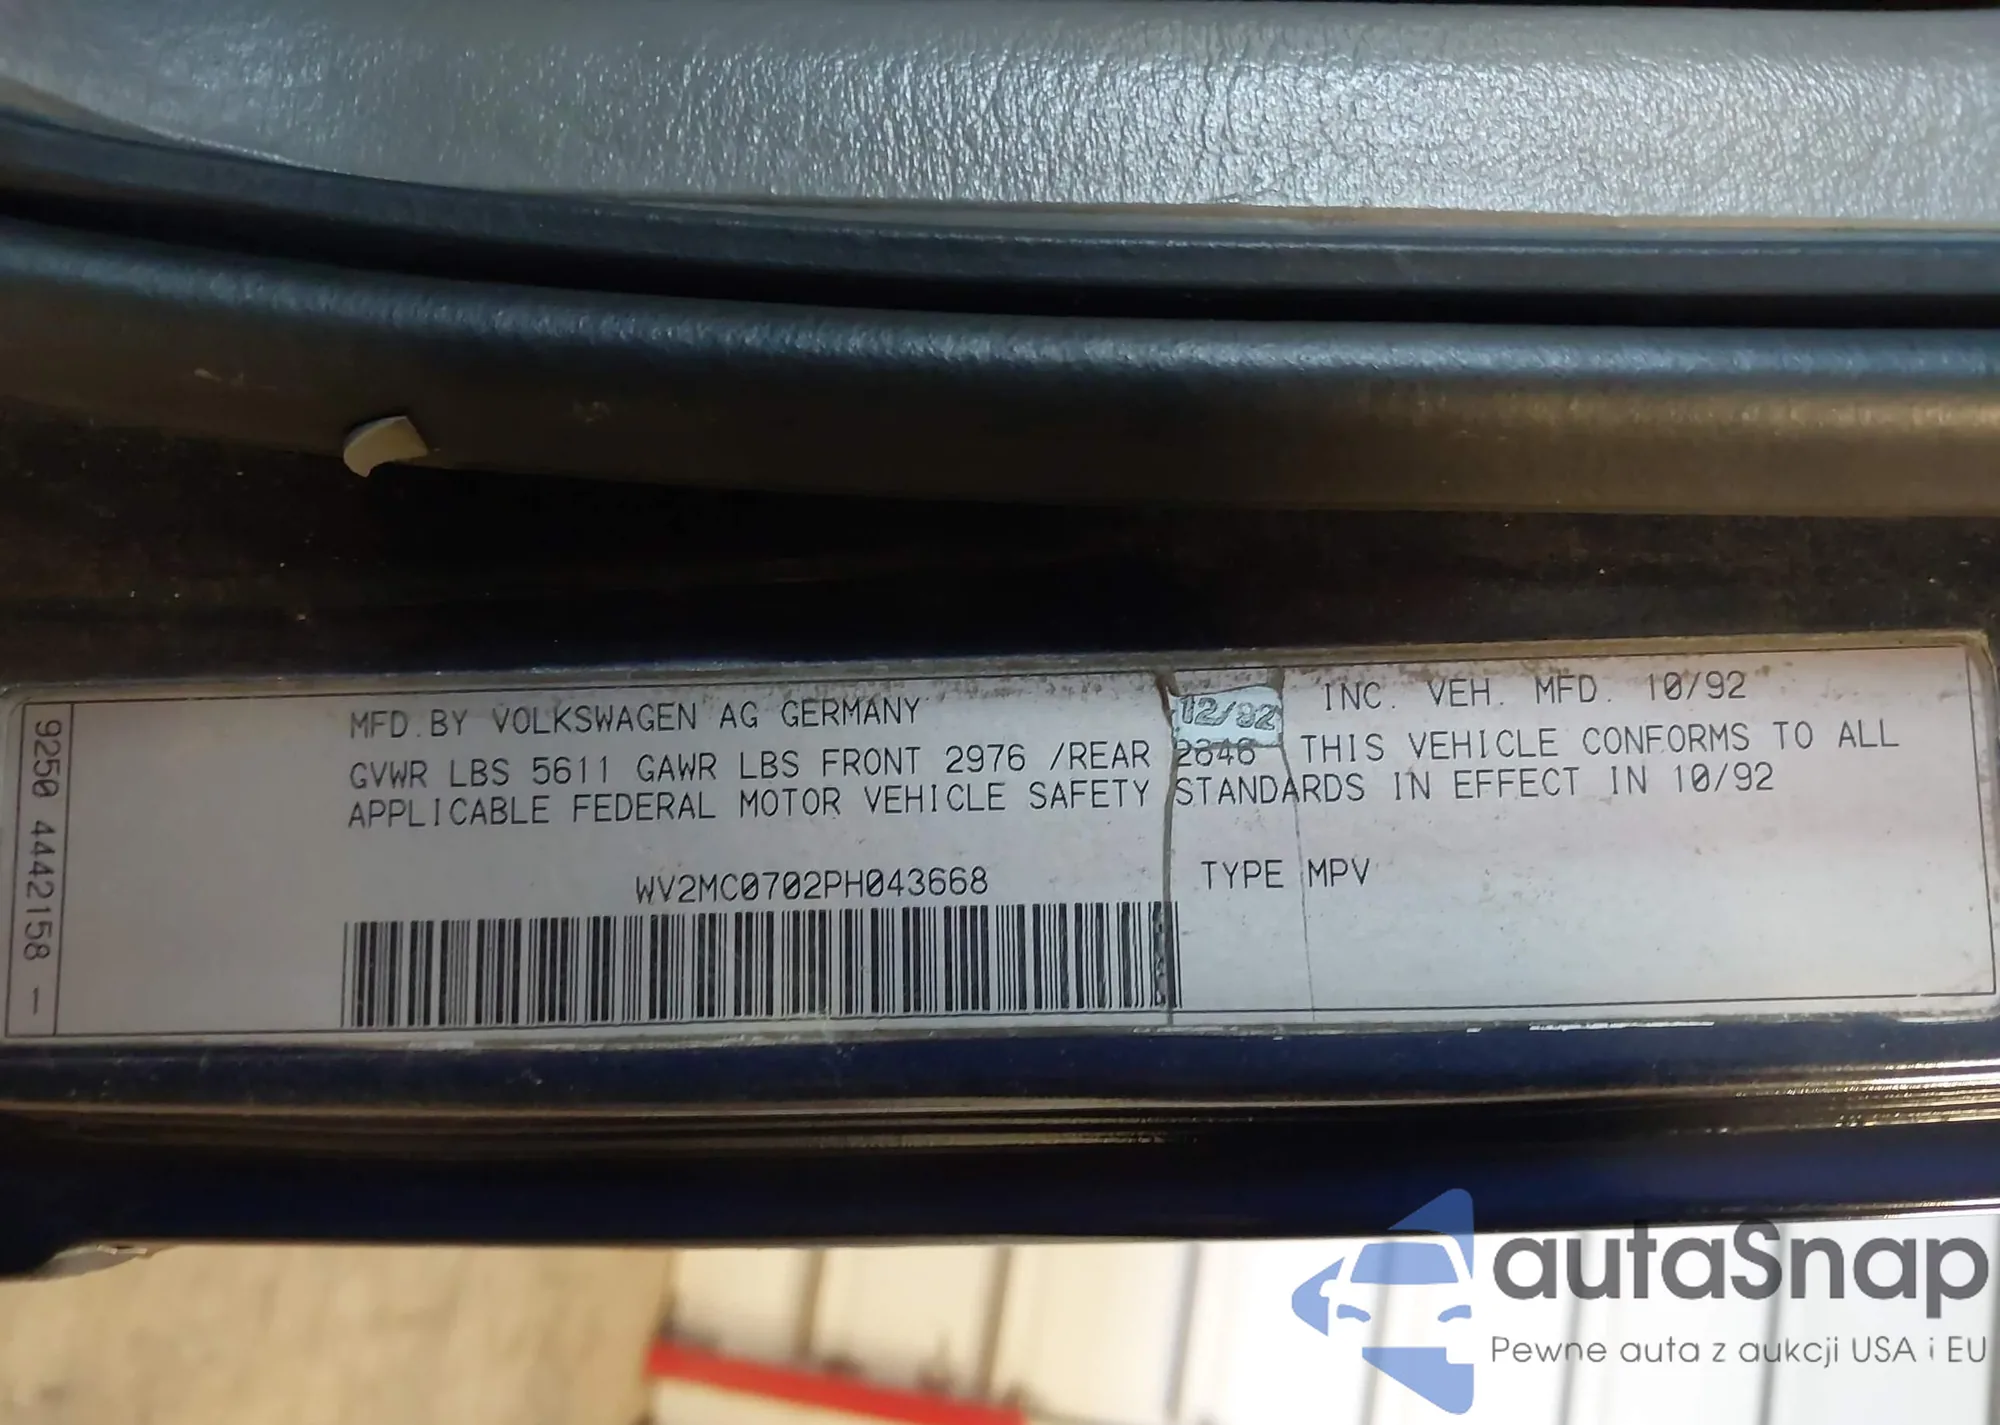 MFD. BY VOLKSWAGEN AG GERMANY 12/92 INC. VEH. MFD. 10/92
GVWR LBS 5611 GAWR LBS FRONT 2976 /REAR 2846 THIS VEHICLE CONFORMS TO ALL
APPLICABLE FEDERAL MOTOR VEHICLE SAFETY STANDARDS IN EFFECT IN 10/92
WV2MC0702PH043668 TYPE MPV
9250 4442158 –
autaSnap
Pewne auta z aukcji USA i EU